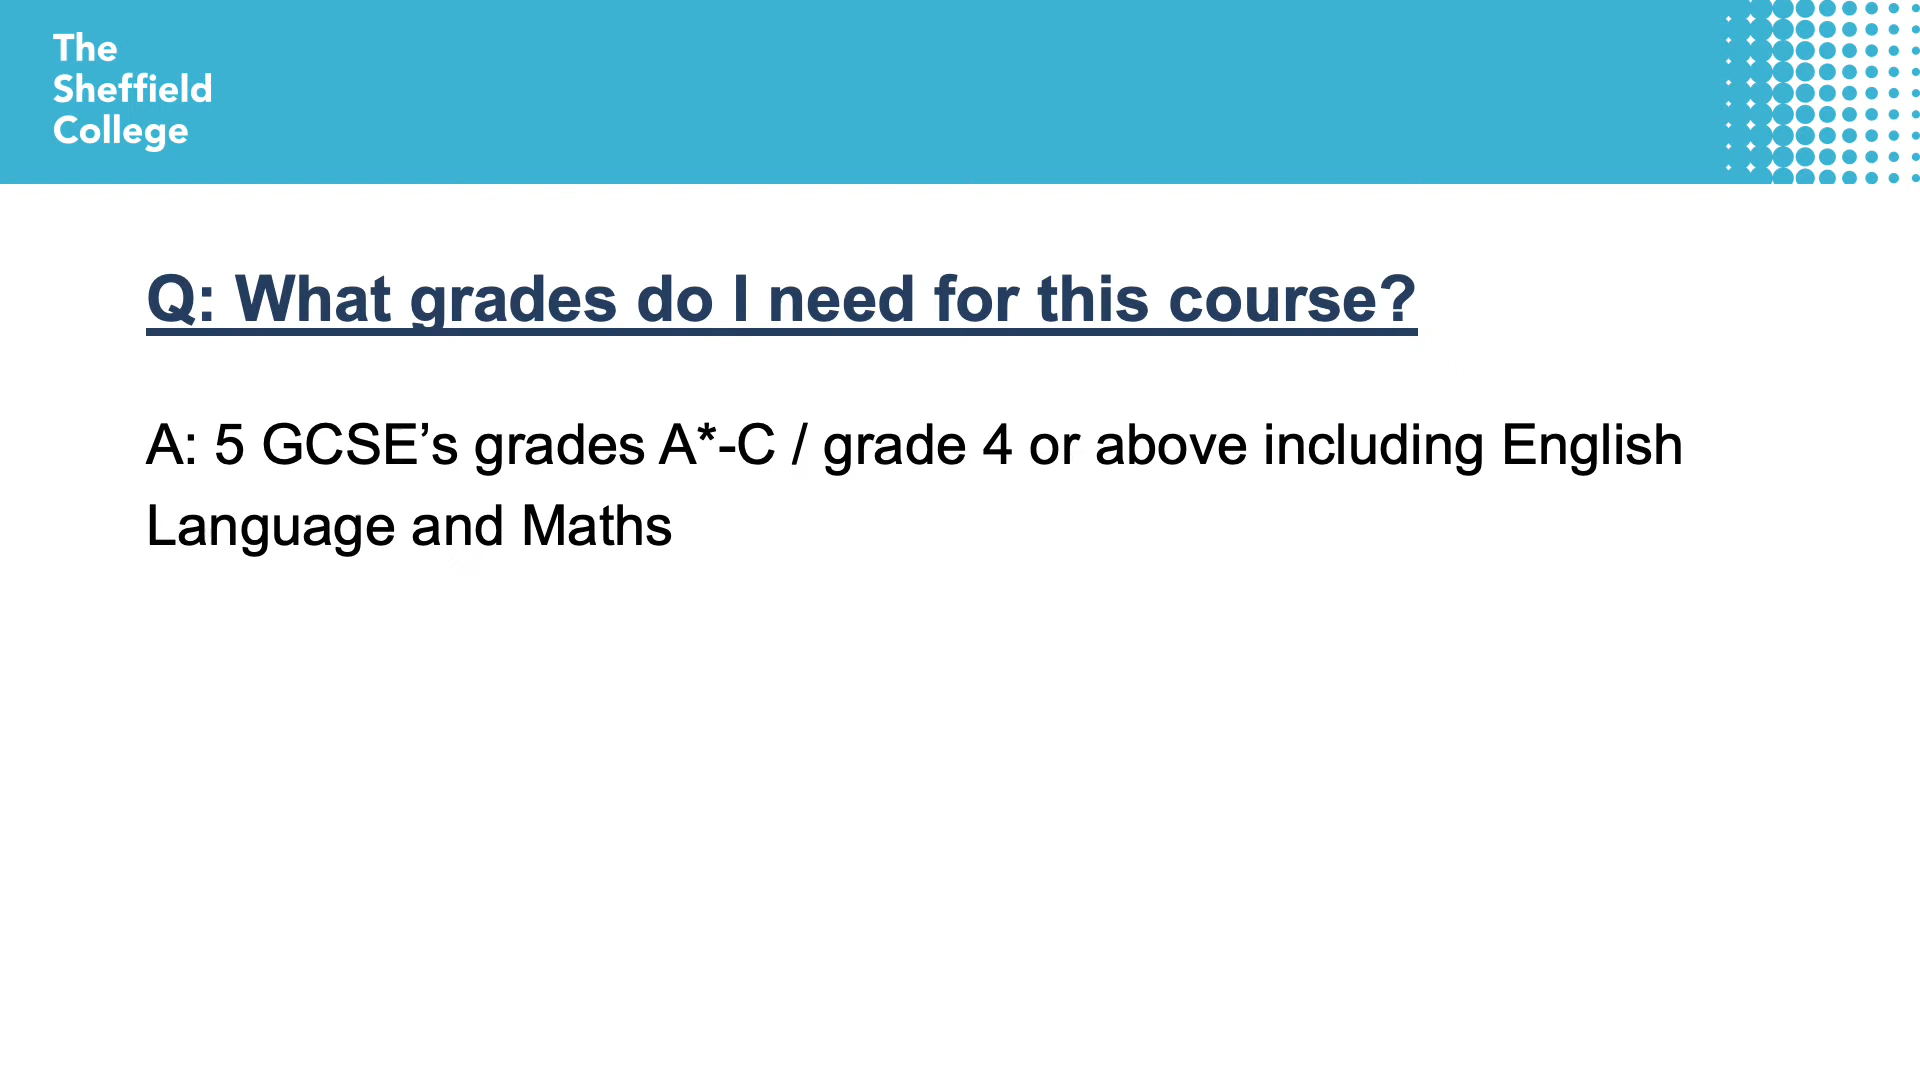 The
Sheffield
College
Q: What grades do I need for this course?
A: 5 GCSE’s grades A*-C / grade 4 or above including English
Language and Maths